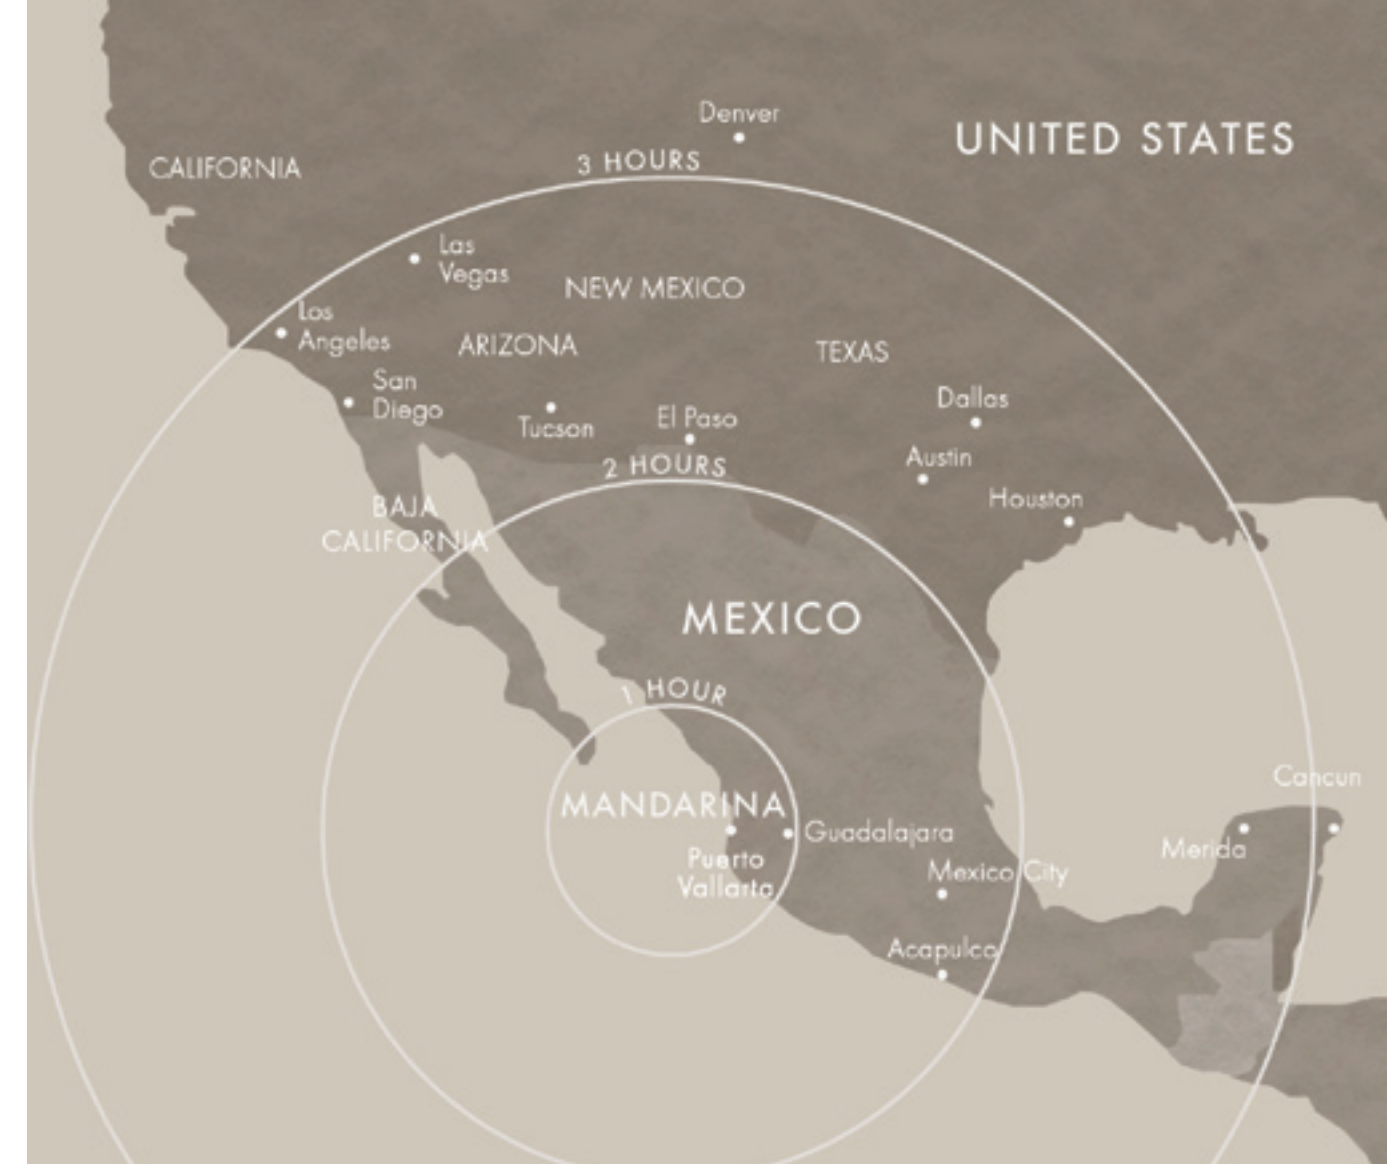 Denver
UNITED STATES
3 HOURS
CALIFORNIA
Las
Vegas
NEW MEXICO
Los
Angeles
ARIZONA
TEXAS
San
Diego
Dallas
Tucson
El Paso
Austin
2 HOURS
Houston
BAJA
CALIFORNIA
MEXICO
1 HOUR
Cancun
MANDARINA
Guadalajara
Merida
Puerto
Vallarta
Mexico City
Acapulco